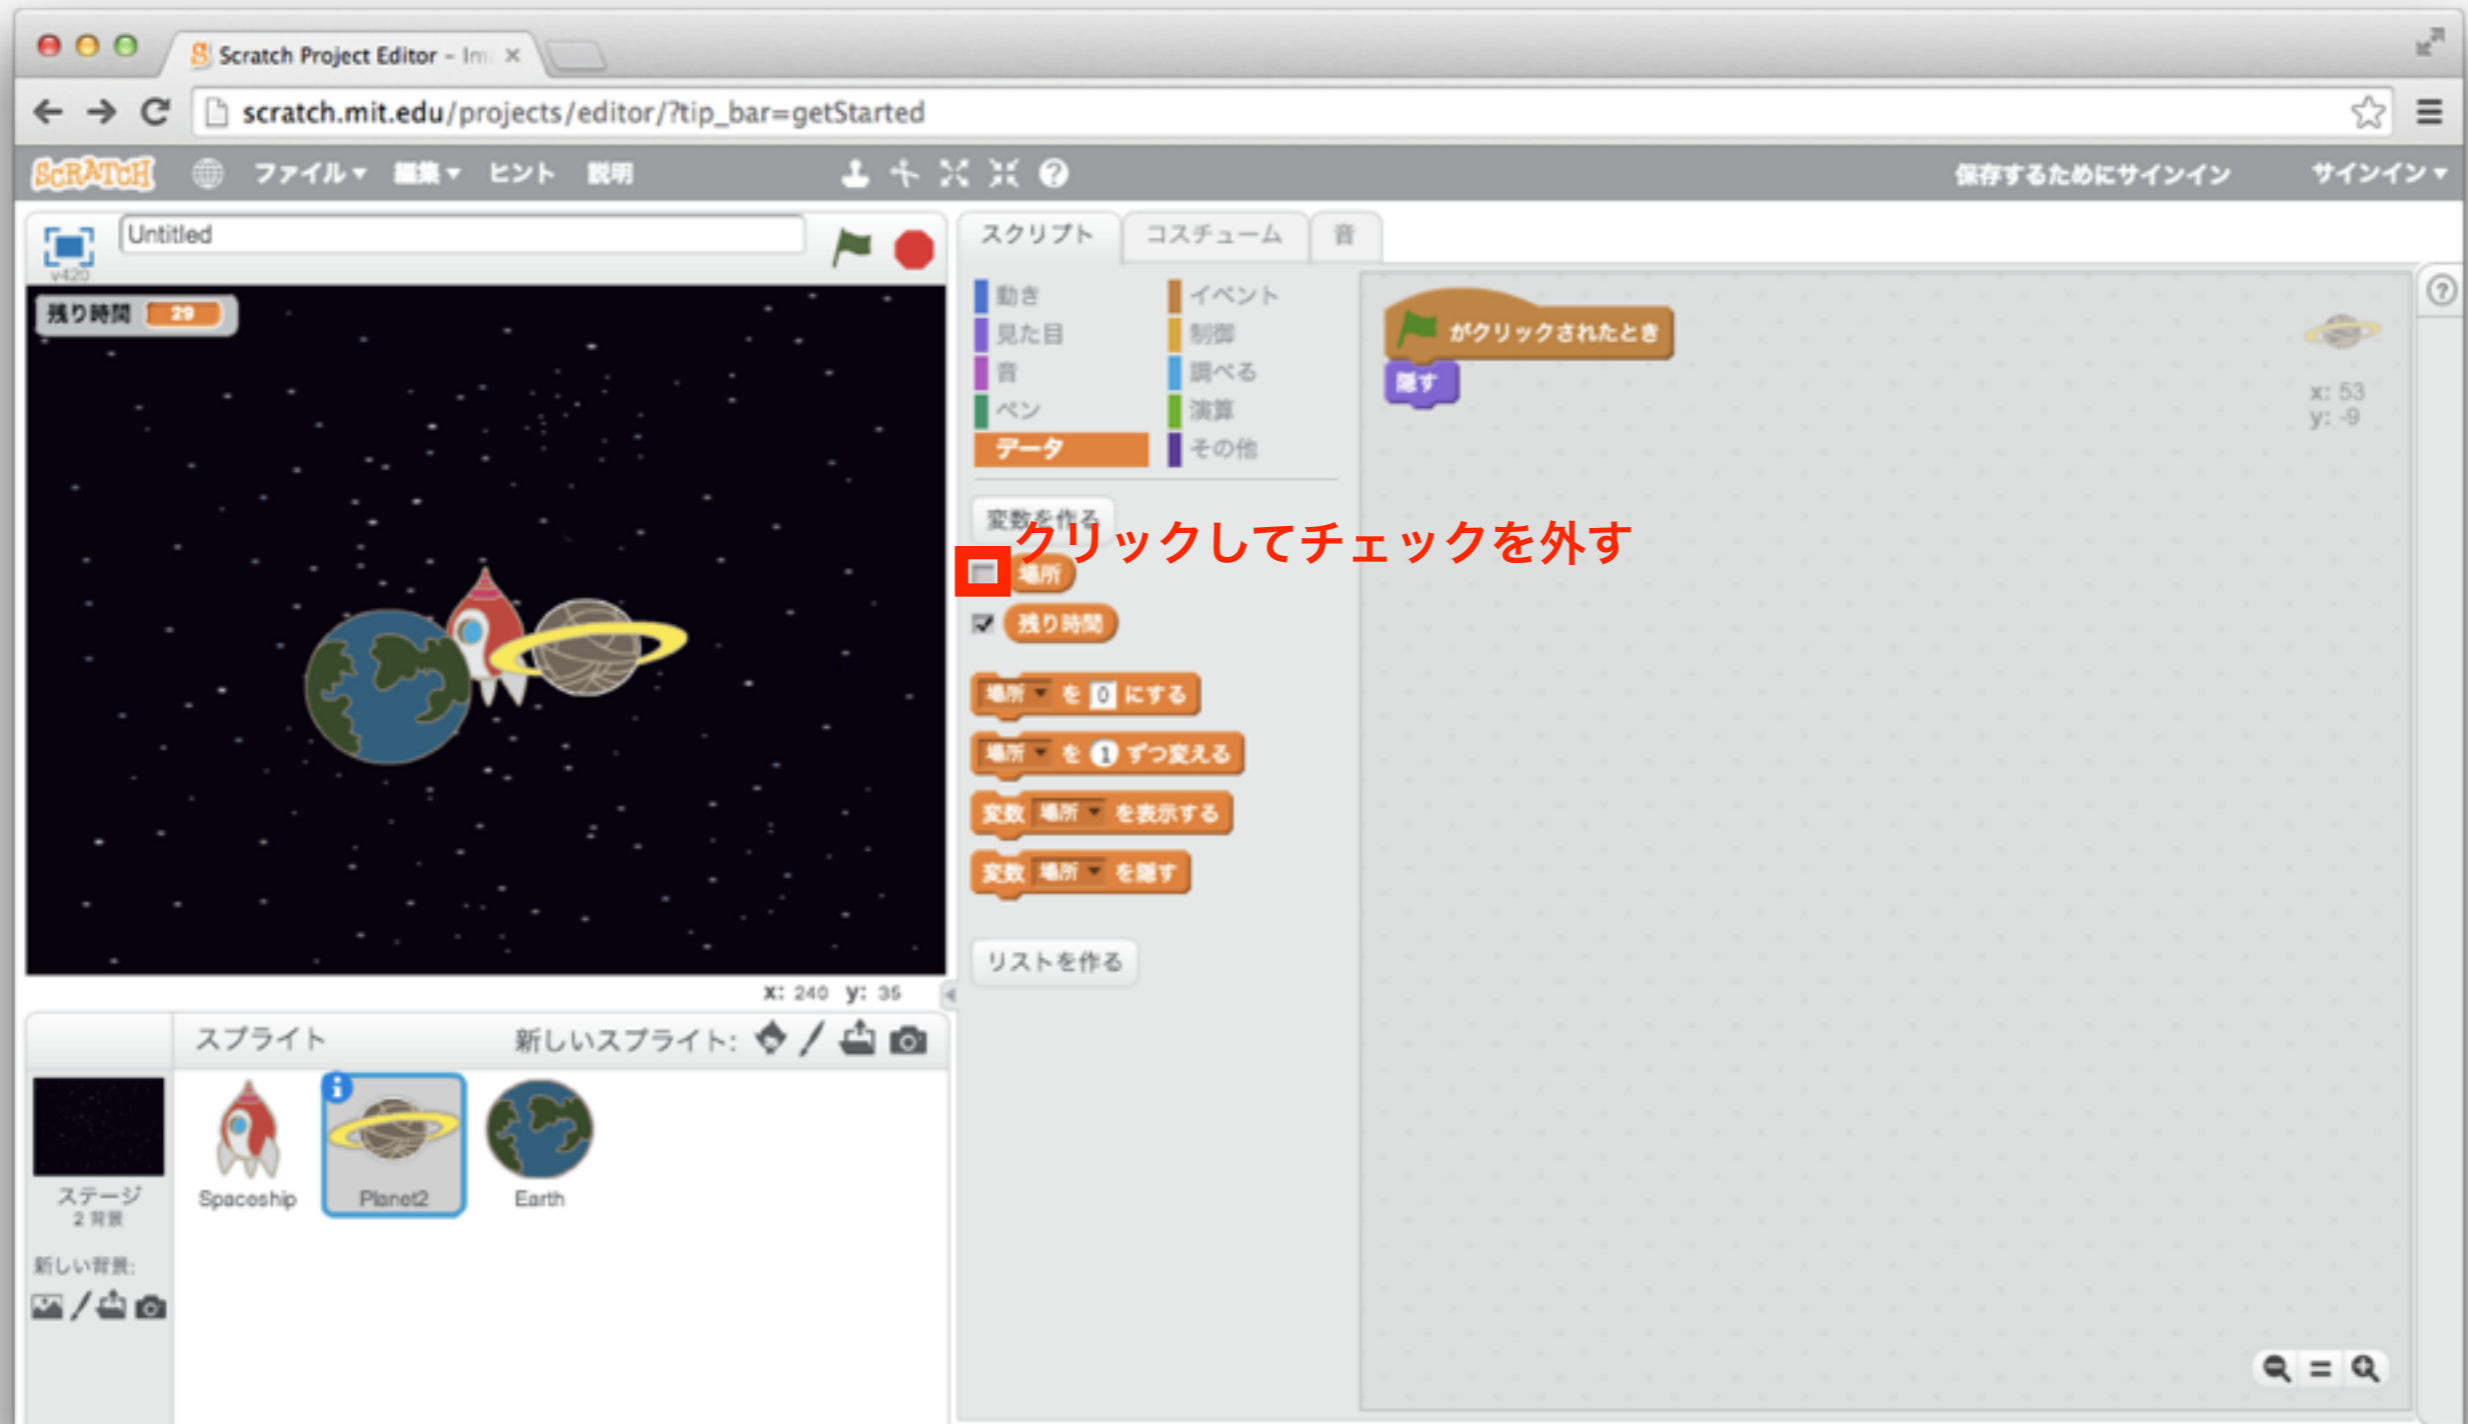 Scratch Project Editor - Im
scratch.mit.edu/projects/editor/?tip_bar=getStarted
SCRATCH ファイル 編集 ヒント 説明 保存するためにサインイン サインイン
Untitled
v420
スクリプト コスチューム 音
残り時間 29
動き イベント
見た目 制御
音 調べる
ペン 演算
データ その他
変数を作る
クリックしてチェックを外す
場所
残り時間
場所 を 0 にする
場所 を 1 ずつ変える
変数 場所 を表示する
変数 場所 を隠す
リストを作る
がクリックされたとき
隠す
x: 53
y: -9
x: 240 y: 35
スプライト 新しいスプライト:
Spaceship Planet2 Earth
ステージ
2 背景
新しい背景: